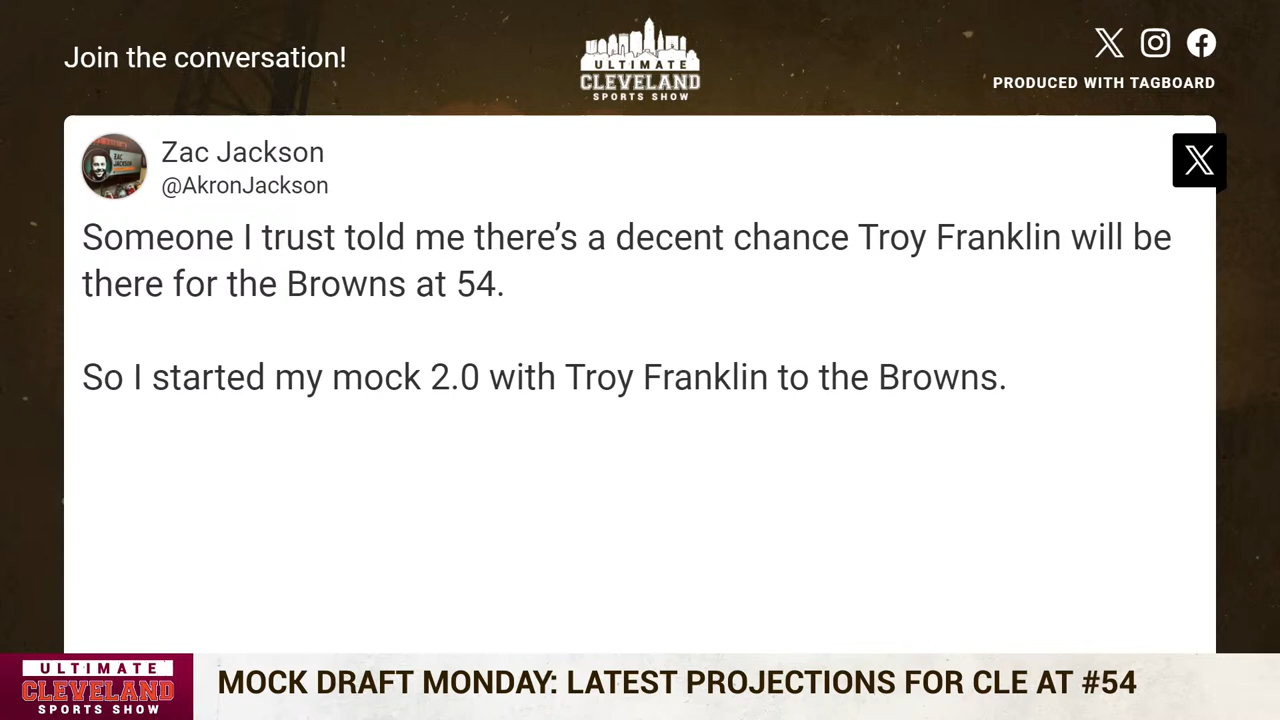 Join the conversation!
ULTIMATE
CLEVELAND
SPORTS SHOW
PRODUCED WITH TAGBOARD
Zac Jackson
@AkronJackson
Someone I trust told me there’s a decent chance Troy Franklin will be
there for the Browns at 54.
So I started my mock 2.0 with Troy Franklin to the Browns.
ULTIMATE
CLEVELAND
SPORTS SHOW
MOCK DRAFT MONDAY: LATEST PROJECTIONS FOR CLE AT #54